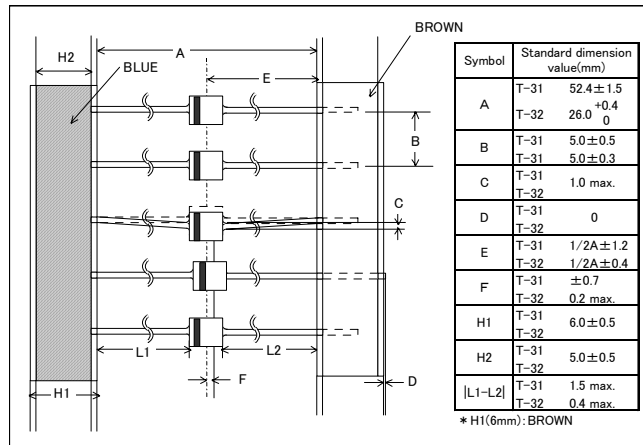 H2
A
BROWN
BLUE
E
B
C
L1
L2
F
H1
D
Symbol Standard dimension value(mm)
A T-31 52.4±1.5
T-32 26.0 +0.4 0
B T-31 5.0±0.5
T-31 5.0±0.3
C T-31 T-32 1.0 max.
D T-31 T-32 0
E T-31 1/2A±1.2
T-32 1/2A±0.4
F T-31 ±0.7
T-32 0.2 max.
H1 T-31 T-32 6.0±0.5
H2 T-31 T-32 5.0±0.5
|L1-L2| T-31 1.5 max.
T-32 0.4 max.
*H1(6mm):BROWN